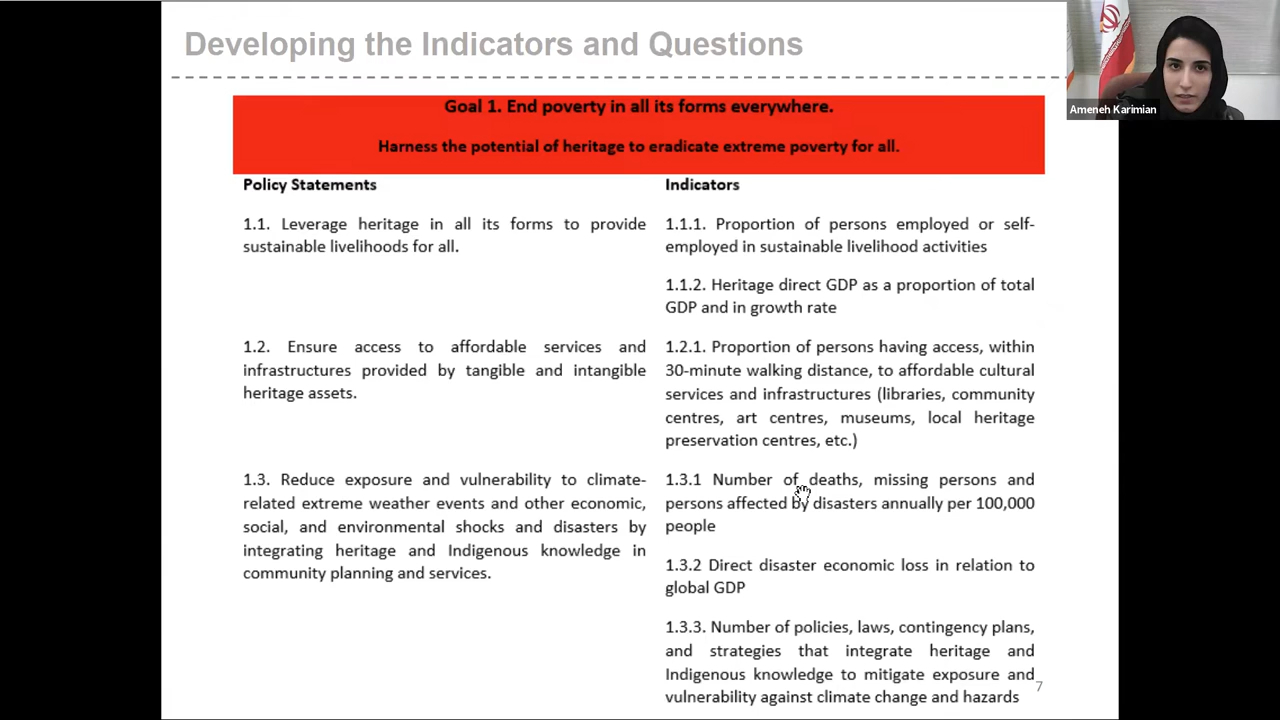 Developing the Indicators and Questions
Ameneh Karimian
Goal 1. End poverty in all its forms everywhere.
Harness the potential of heritage to eradicate extreme poverty for all.
Policy Statements
Indicators
1.1. Leverage heritage in all its forms to provide
sustainable livelihoods for all.
1.1.1. Proportion of persons employed or self-
employed in sustainable livelihood activities
1.1.2. Heritage direct GDP as a proportion of total
GDP and in growth rate
1.2. Ensure access to affordable services and
infrastructures provided by tangible and intangible
heritage assets.
1.2.1. Proportion of persons having access, within
30-minute walking distance, to affordable cultural
services and infrastructures (libraries, community
centres, art centres, museums, local heritage
preservation centres, etc.)
1.3. Reduce exposure and vulnerability to climate-
related extreme weather events and other economic,
social, and environmental shocks and disasters by
integrating heritage and Indigenous knowledge in
community planning and services.
1.3.1 Number of deaths, missing persons and
persons affected by disasters annually per 100,000
people
1.3.2 Direct disaster economic loss in relation to
global GDP
1.3.3. Number of policies, laws, contingency plans,
and strategies that integrate heritage and
Indigenous knowledge to mitigate exposure and
vulnerability against climate change and hazards
7